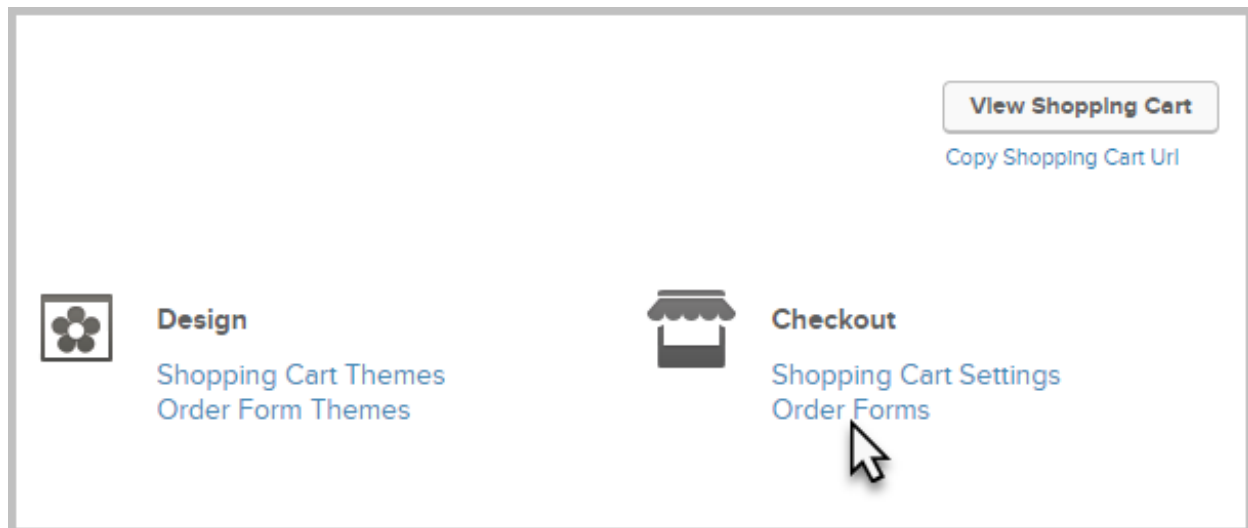 View Shopping Cart
Copy Shopping Cart Url
Design
Shopping Cart Themes
Order Form Themes
Checkout
Shopping Cart Settings
Order Forms